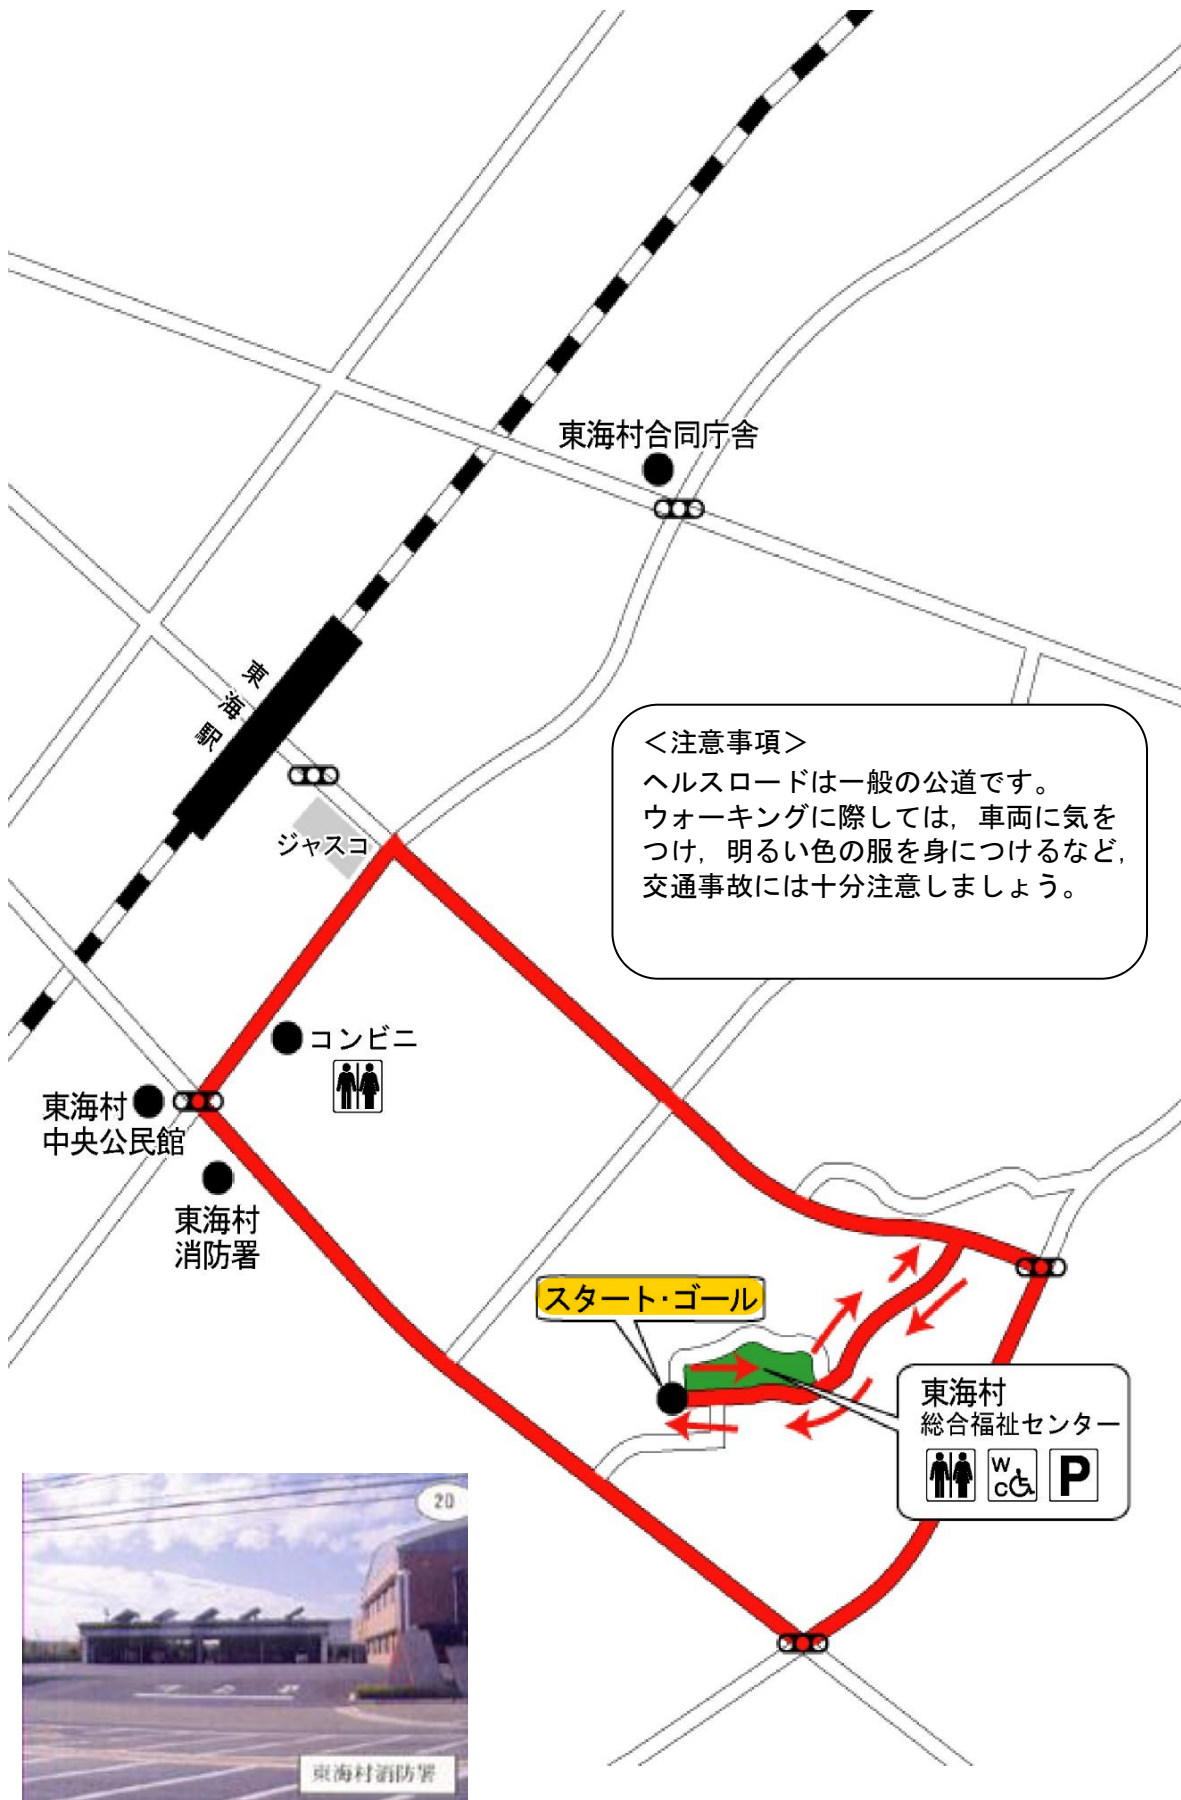 東海村合同庁舎
東海駅
<注意事項>
ヘルスロードは一般の公道です。
ウォーキングに際しては，車両に気を
つけ，明るい色の服を身につけるなど，
交通事故には十分注意しましょう。
ジャスコ
コンビニ
東海村
中央公民館
東海村
消防署
スタート・ゴール
東海村
総合福祉センター
W
C
P
20
東海村消防署